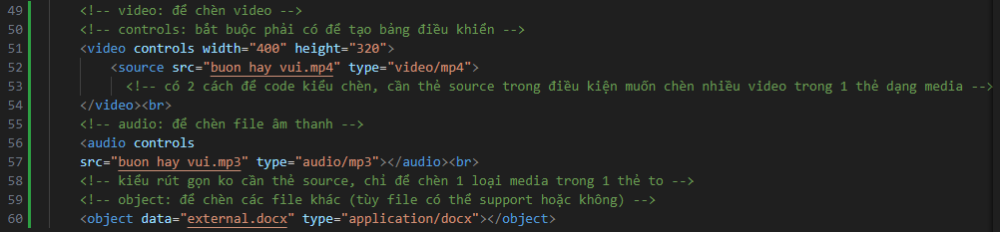 49 <!-- video: để chèn video -->
50 <!-- controls: bắt buộc phải có để tạo bảng điều khiển -->
51 <video controls width="400" height="320">
52 <source src="buon hay vui.mp4" type="video/mp4">
53 <!-- có 2 cách để code kiểu chèn, cần thẻ source trong điều kiện muốn chèn nhiều video trong 1 thẻ dạng media -->
54 </video><br>
55 <!-- audio: để chèn file âm thanh -->
56 <audio controls
57 src="buon hay vui.mp3" type="audio/mp3"></audio><br>
58 <!-- kiểu rút gọn ko cần thẻ source, chỉ để chèn 1 loại media trong 1 thẻ to -->
59 <!-- object: để chèn các file khác (tùy file có thể support hoặc không) -->
60 <object data="external.docx" type="application/docx"></object>